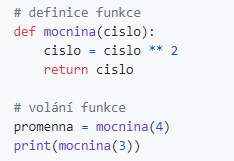 # definice funkce
def mocnina(cislo):
    cislo = cislo ** 2
    return cislo

# volání funkce
promenna = mocnina(4)
print(mocnina(3))